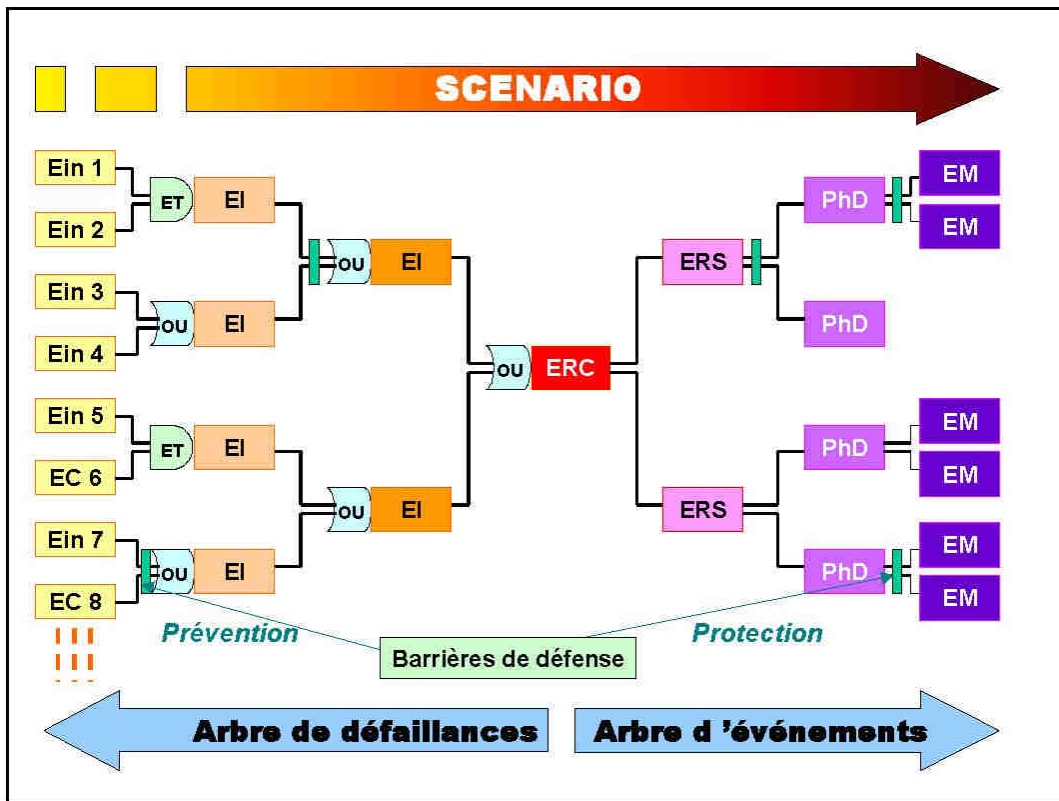 SCENARIO
Ein 1
Ein 2
Ein 3
Ein 4
Ein 5
EC 6
Ein 7
EC 8
ET
OU
ET
OU
EI
EI
EI
EI
OU
OU
EI
EI
OU
ERC
ERS
ERS
PhD
PhD
PhD
PhD
EM
EM
EM
EM
EM
EM
Prévention
Protection
Barrières de défense
Arbre de défaillances
Arbre d ’événements